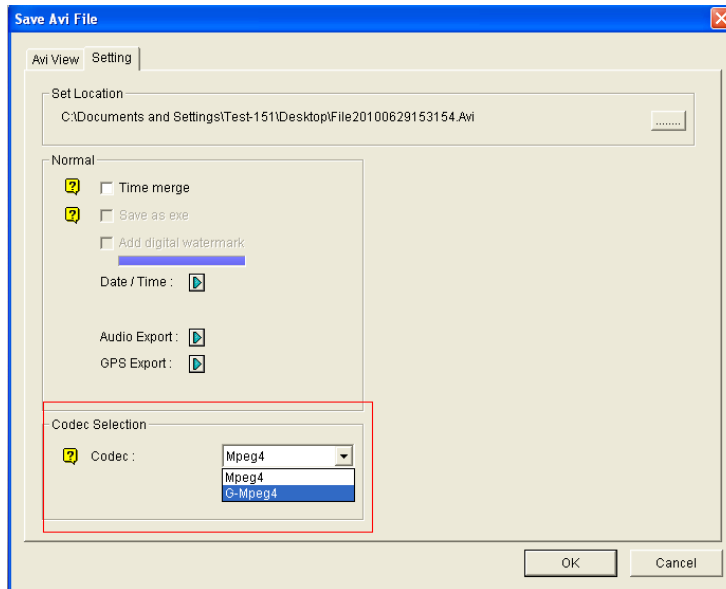 Save Avi File
Avi View Setting
Set Location
C:\Documents and Settings\Test-151\Desktop\File20100629153154.Avi
........
Normal
? Time merge
? Save as exe
Add digital watermark
Date / Time :
Audio Export :
GPS Export :
Codec Selection
? Codec : Mpeg4
Mpeg4
G-Mpeg4
OK Cancel